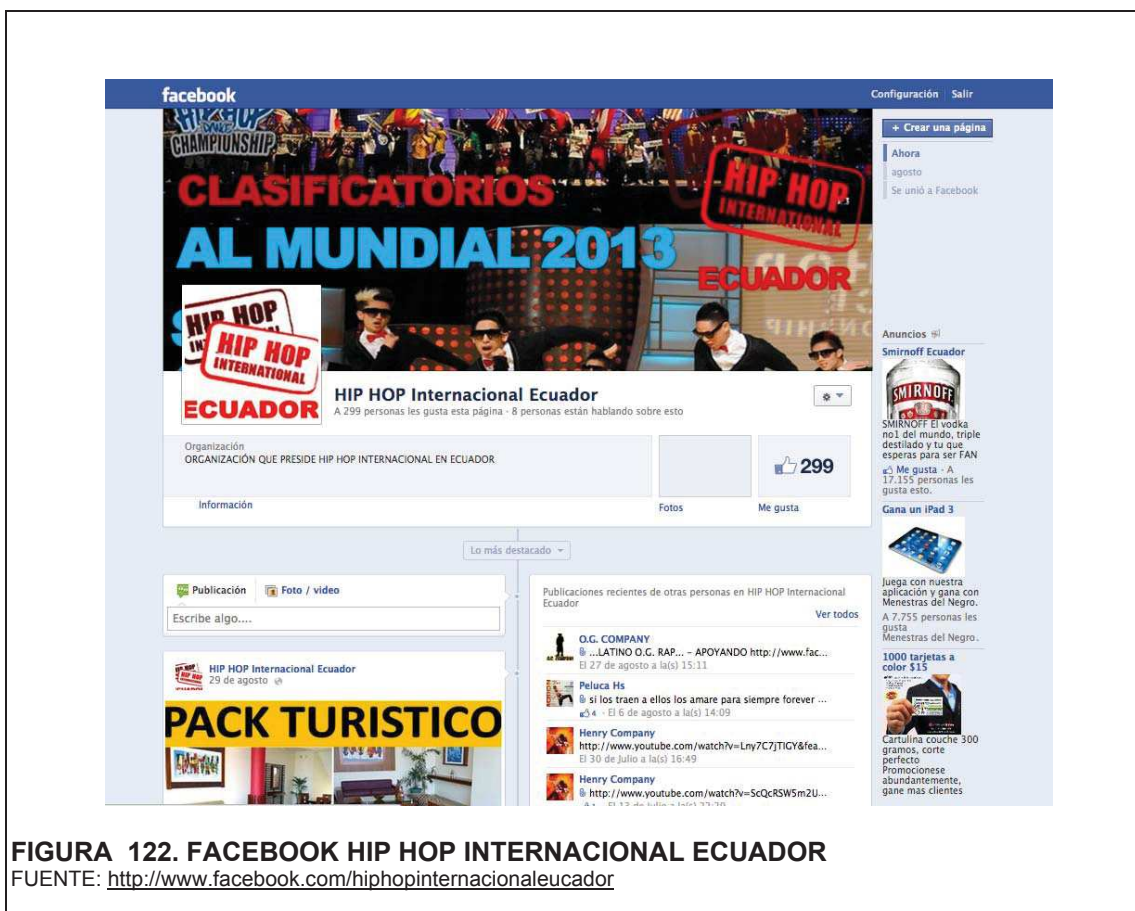 facebook
Configuración Salir
HIP HOP
DANCE
CHAMPIONSHIP
CLASIFICATORIOS
AL MUNDIAL 2013
HIP HOP
INTERNATIONAL
ECUADOR
+ Crear una página
Ahora
agosto
Se unió a Facebook
HIP HOP
HIP HOP
INTERNATIONAL
ECUADOR
HIP HOP Internacional Ecuador
A 299 personas les gusta esta página · 8 personas están hablando sobre esto
Organización
ORGANIZACIÓN QUE PRESIDE HIP HOP INTERNACIONAL EN ECUADOR
Información
299
Fotos
Me gusta
Lo más destacado
Publicación Foto / video
Escribe algo....
HIP HOP Internacional Ecuador
29 de agosto
PACK TURISTICO
Publicaciones recientes de otras personas en HIP HOP Internacional
Ecuador
Ver todos
O.G. COMPANY
...LATINO O.G. RAP... – APOYANDO http://www.fac...
El 27 de agosto a la(s) 15:11
Peluca Hs
si los traen a ellos los amare para siempre forever ...
4 · El 6 de agosto a la(s) 14:09
Henry Company
http://www.youtube.com/watch?v=Lny7C7jTIGY&fea...
El 30 de Julio a la(s) 16:49
Henry Company
http://www.youtube.com/watch?v=ScQcRSW5m2U...
Anuncios
Smirnoff Ecuador
SMIRNOFF
SMIRNOFF El vodka
no1 del mundo, triple
destilado y tu que
esperas para ser FAN
Me gusta · A
17.155 personas les
gusta esto.
Gana un iPad 3
Juega con nuestra
aplicación y gana con
Menestras del Negro.
A 7.755 personas les
gusta
Menestras del Negro.
1000 tarjetas a
color $15
Cartulina couche 300
gramos, corte
perfecto
Promocionese
abundantemente,
gane mas clientes
FIGURA 122. FACEBOOK HIP HOP INTERNACIONAL ECUADOR
FUENTE: http://www.facebook.com/hiphopinternacionaleucador